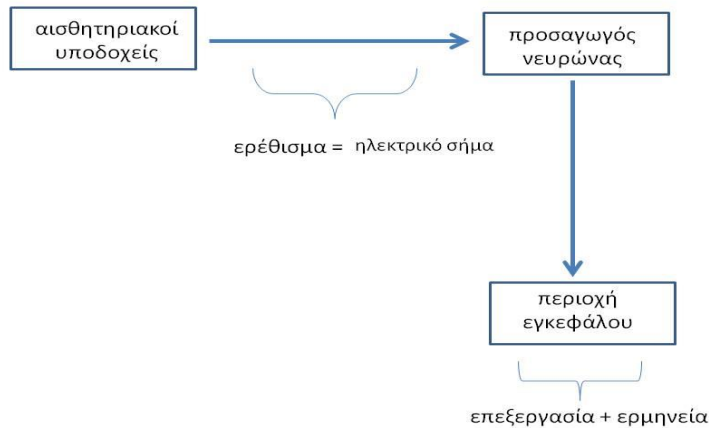 αισθητηριακοί
υποδοχείς
προσαγωγός
νευρώνας
ερέθισμα = ηλεκτρικό σήμα
περιοχή
εγκεφάλου
επεξεργασία + ερμηνεία